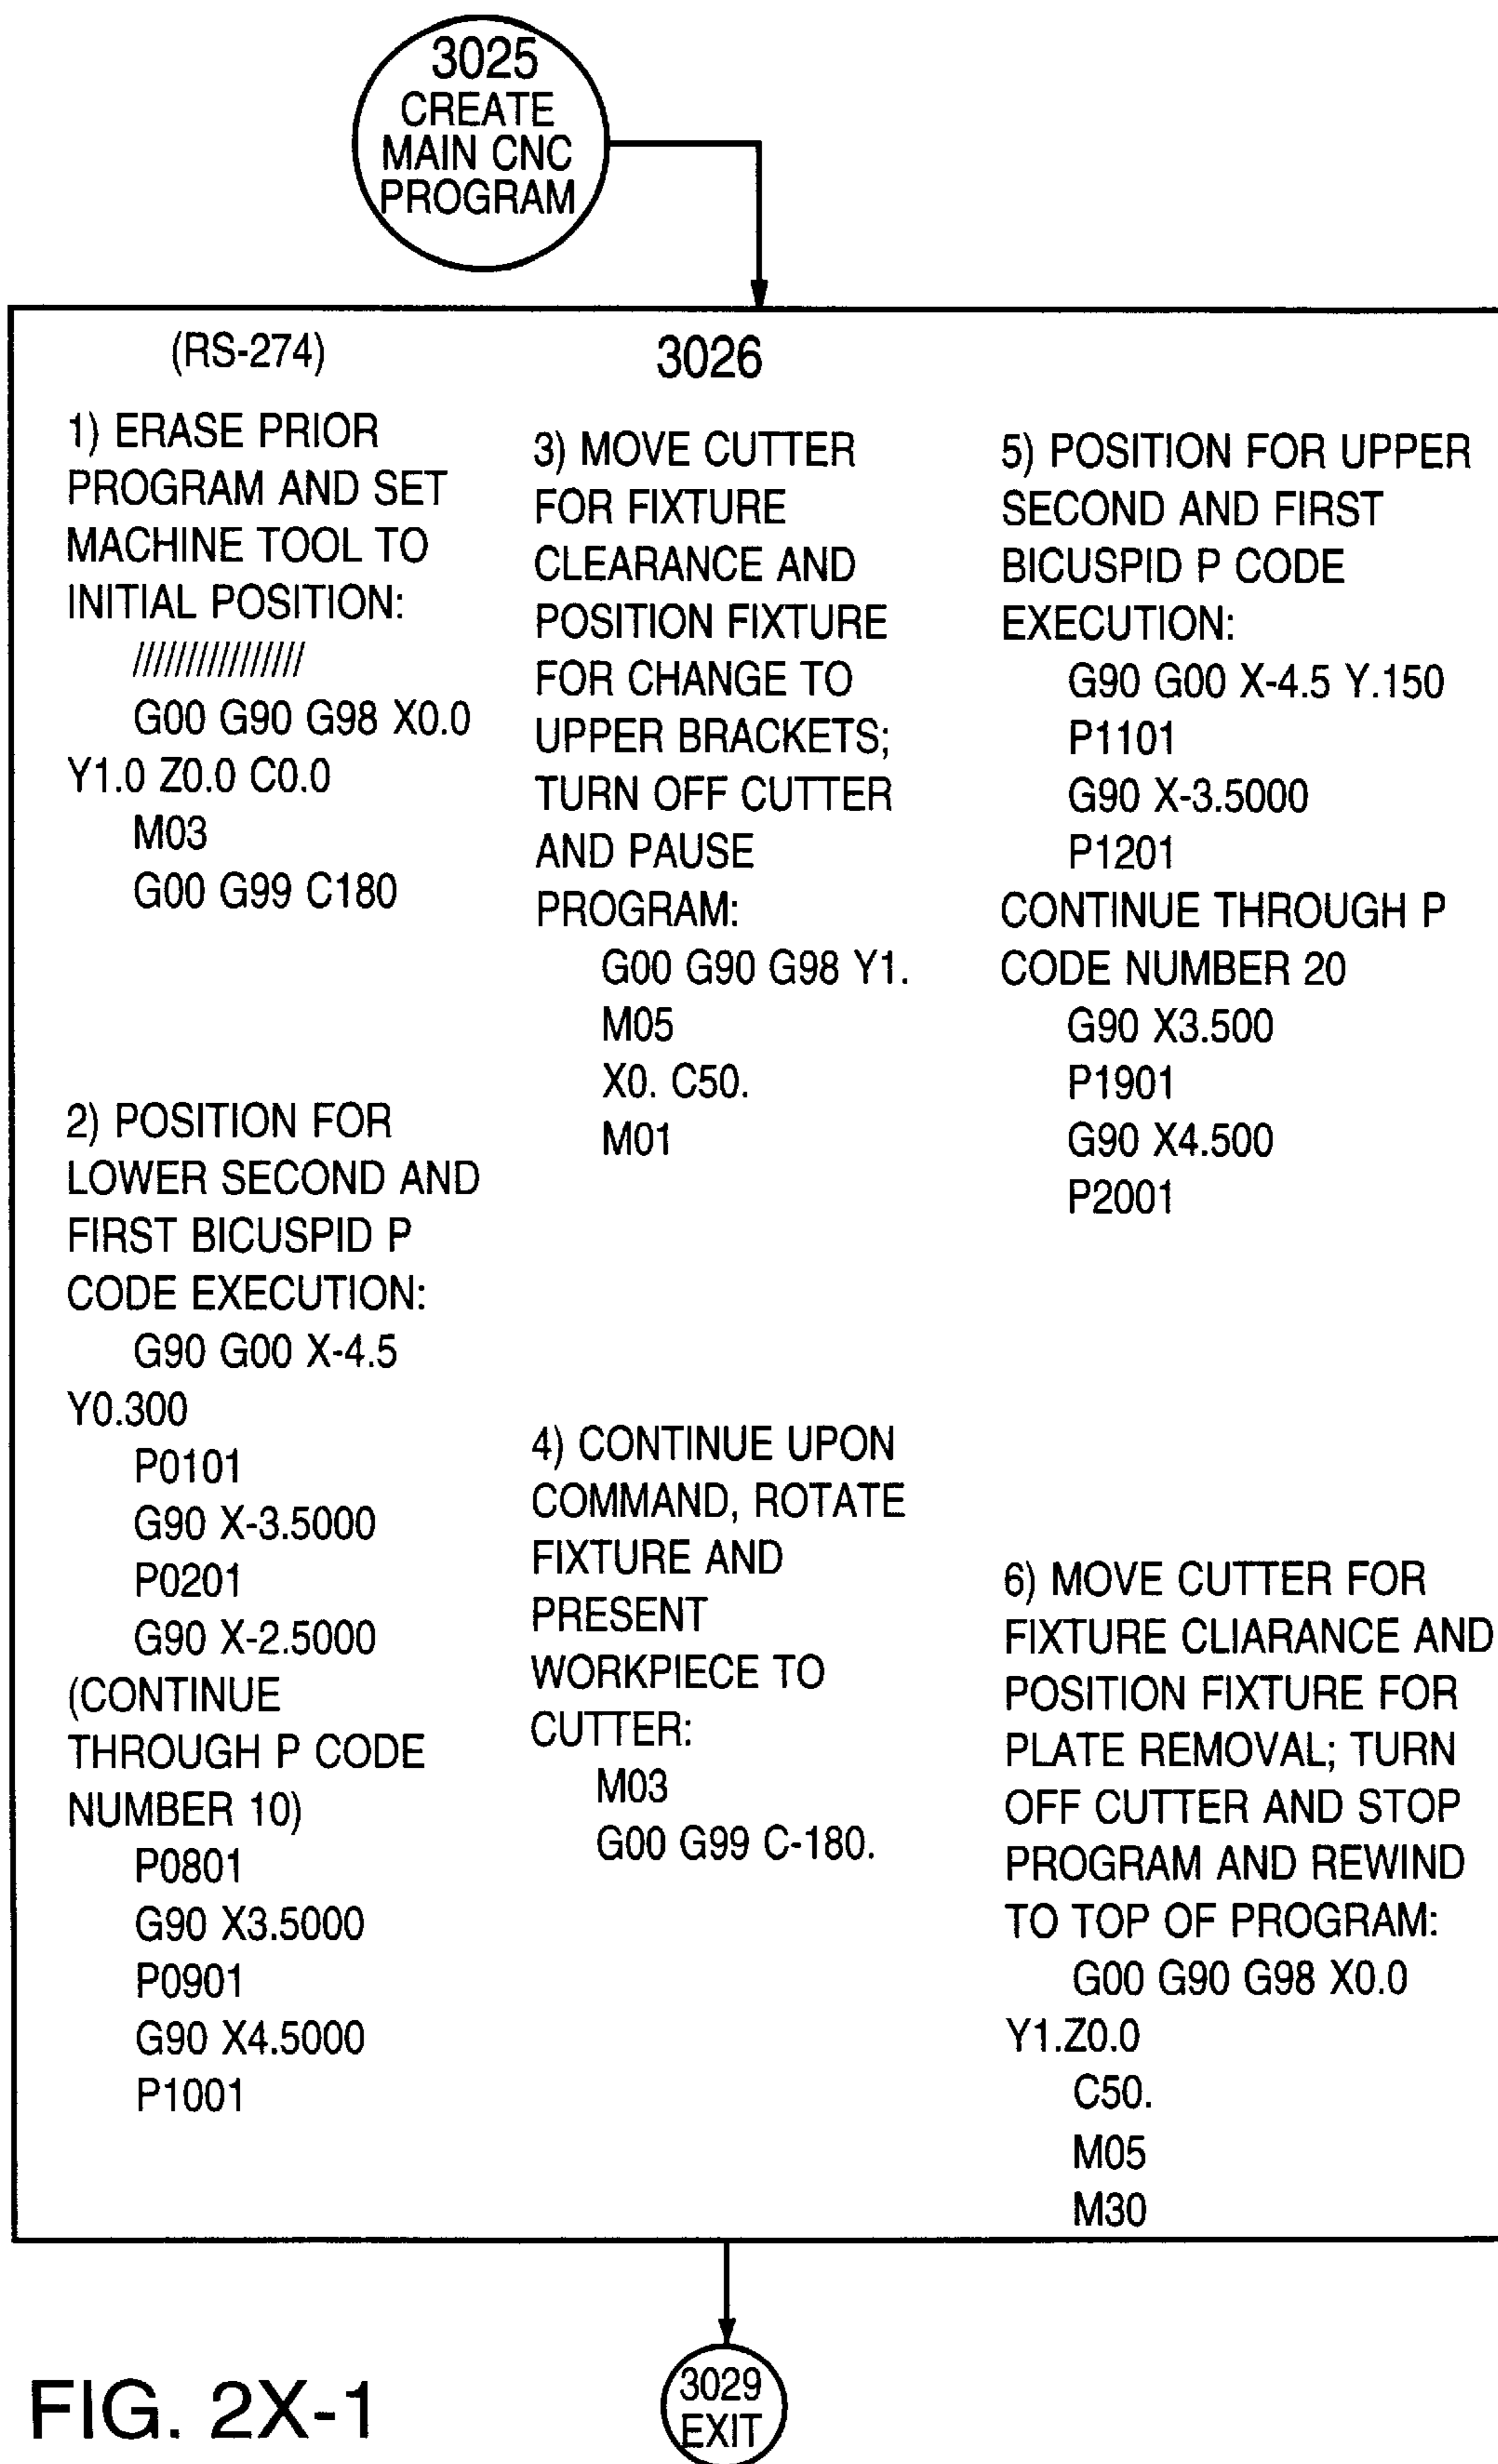 3025
CREATE
MAIN CNC
PROGRAM
(RS-274)
3026
1) ERASE PRIOR
PROGRAM AND SET
MACHINE TOOL TO
INITIAL POSITION:
////////////////
G00 G90 G98 X0.0
Y1.0 Z0.0 C0.0
M03
G00 G99 C180
2) POSITION FOR
LOWER SECOND AND
FIRST BICUSPID P
CODE EXECUTION:
G90 G00 X-4.5
Y0.300
P0101
G90 X-3.5000
P0201
G90 X-2.5000
(CONTINUE
THROUGH P CODE
NUMBER 10)
P0801
G90 X3.5000
P0901
G90 X4.5000
P1001
3) MOVE CUTTER
FOR FIXTURE
CLEARANCE AND
POSITION FIXTURE
FOR CHANGE TO
UPPER BRACKETS;
TURN OFF CUTTER
AND PAUSE
PROGRAM:
G00 G90 G98 Y1.
M05
X0. C50.
M01
4) CONTINUE UPON
COMMAND, ROTATE
FIXTURE AND
PRESENT
WORKPIECE TO
CUTTER:
M03
G00 G99 C-180.
5) POSITION FOR UPPER
SECOND AND FIRST
BICUSPID P CODE
EXECUTION:
G90 G00 X-4.5 Y.150
P1101
G90 X-3.5000
P1201
CONTINUE THROUGH P
CODE NUMBER 20
G90 X3.500
P1901
G90 X4.500
P2001
6) MOVE CUTTER FOR
FIXTURE CLIARANCE AND
POSITION FIXTURE FOR
PLATE REMOVAL; TURN
OFF CUTTER AND STOP
PROGRAM AND REWIND
TO TOP OF PROGRAM:
G00 G90 G98 X0.0
Y1.Z0.0
C50.
M05
M30
3029
EXIT
FIG. 2X-1